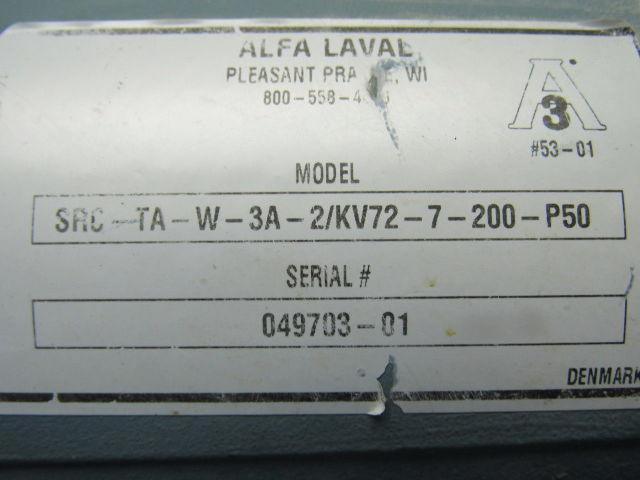 ALFA LAVAL
PLEASANT PRA E, WI
800-558-4
A
3
#53-01
MODEL
SRC-TA-W-3A-2/KV72-7-200-P50
SERIAL #
049703-01
DENMARK